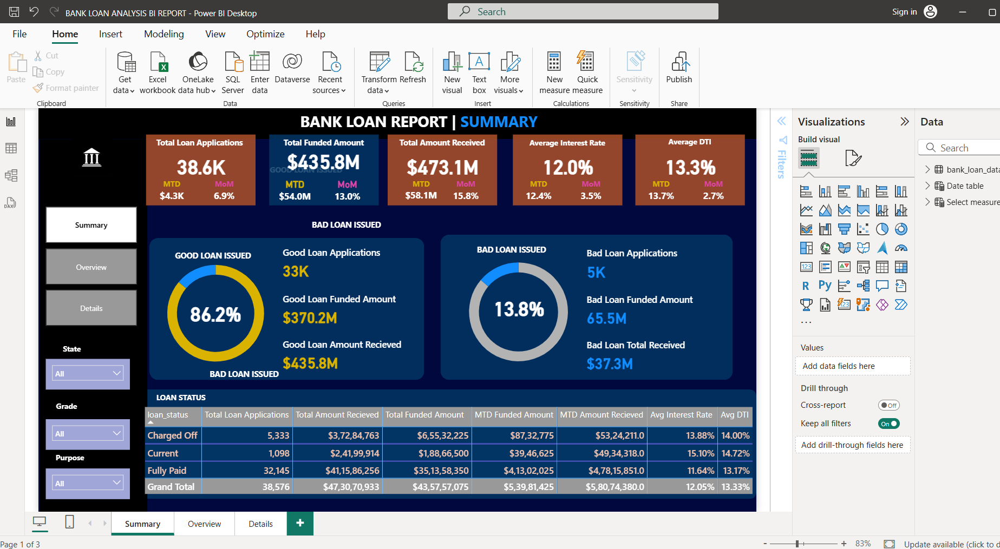 BANK LOAN ANALYSIS BI REPORT - Power BI Desktop
Search
Sign in
File Home Insert Modeling View Optimize Help
Paste
Cut
Copy
Format painter
Clipboard
Get data
Excel workbook
OneLake data hub
SQL Server
Enter data
Dataverse
Recent sources
Data
Transform data
Refresh
Queries
New visual
Text box
More visuals
Insert
New measure
Quick measure
Calculations
Sensitivity
Sensitivity
Publish
Share
BANK LOAN REPORT | SUMMARY
Total Loan Applications
38.6K
MTD MoM
$4.3K 6.9%
Total Funded Amount
$435.8M
GOOD LOAN ISSUED
MTD MoM
$54.0M 13.0%
Total Amount Received
$473.1M
MTD MoM
$58.1M 15.8%
Average Interest Rate
12.0%
MTD MoM
12.4% 3.5%
Average DTI
13.3%
MTD MoM
13.7% 2.7%
Summary
Overview
Details
State
All
Grade
All
Purpose
All
BAD LOAN ISSUED
GOOD LOAN ISSUED
86.2%
Good Loan Applications
33K
Good Loan Funded Amount
$370.2M
Good Loan Amount Recieved
$435.8M
BAD LOAN ISSUED
BAD LOAN ISSUED
13.8%
Bad Loan Applications
5K
Bad Loan Funded Amount
65.5M
Bad Loan Total Received
$37.3M
LOAN STATUS
loan_status Total Loan Applications Total Amount Recieved Total Funded Amount MTD Funded Amount MTD Amount Recieved Avg Interest Rate Avg DTI
Charged Off 5,333 $3,72,84,763 $6,55,32,225 $87,32,775 $53,24,211.0 13.88% 14.00%
Current 1,098 $2,41,99,914 $1,88,66,500 $39,46,625 $49,34,318.0 15.10% 14.72%
Fully Paid 32,145 $41,15,86,256 $35,13,58,350 $4,13,02,025 $4,78,15,851.0 11.64% 13.17%
Grand Total 38,576 $47,30,70,933 $43,57,57,075 $5,39,81,425 $5,80,74,380.0 12.05% 13.33%
Filters
Visualizations
Build visual
123
R Py
123
...
Values
Add data fields here
Drill through
Cross-report Off
Keep all filters On
Add drill-through fields here
Data
Search
bank_loan_data
Date table
Select measure
DAX
Summary Overview Details +
Page 1 of 3
- + 83%
Update available (click to d